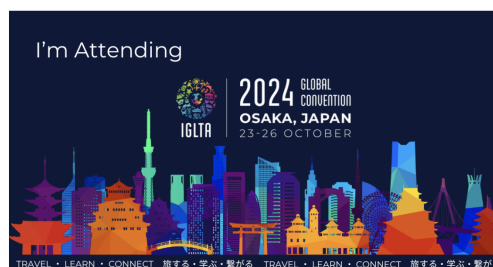 I'm Attending
IGLTA
2024 GLOBAL CONVENTION
OSAKA, JAPAN
23-26 OCTOBER
TRAVEL • LEARN • CONNECT 旅する・学ぶ・繋がる TRAVEL • LEARN • CONNECT 旅する・学ぶ・繋が